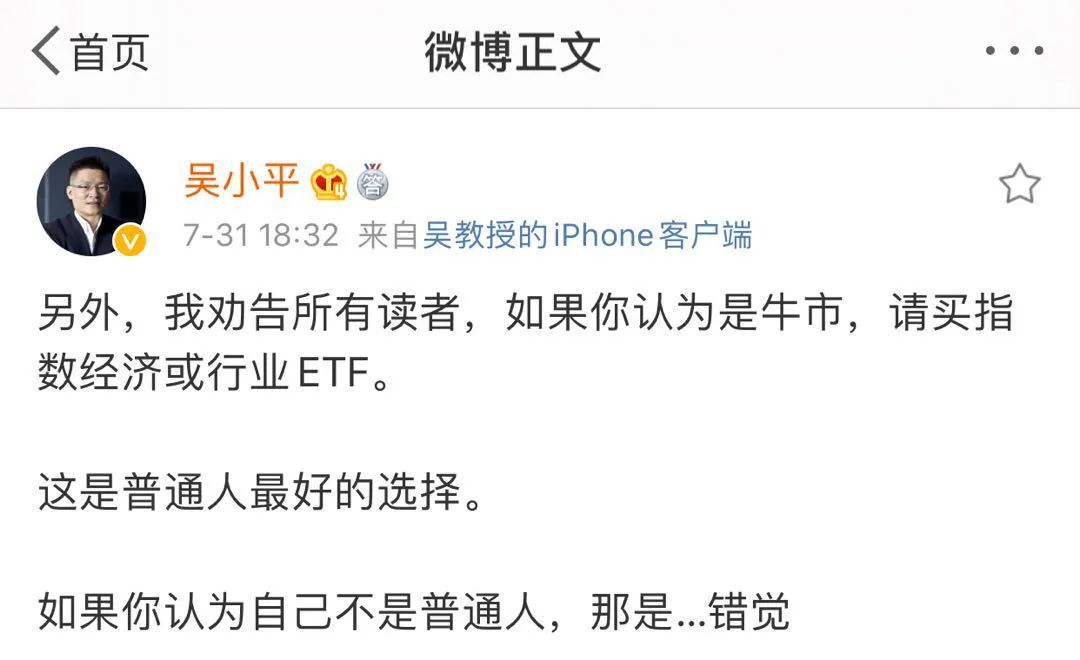 首页
微博正文
吴小平
答
7-31 18:32 来自吴教授的iPhone客户端
另外，我劝告所有读者，如果你认为是牛市，请买指
数经济或行业ETF。
这是普通人最好的选择。
如果你认为自己不是普通人，那是...错觉